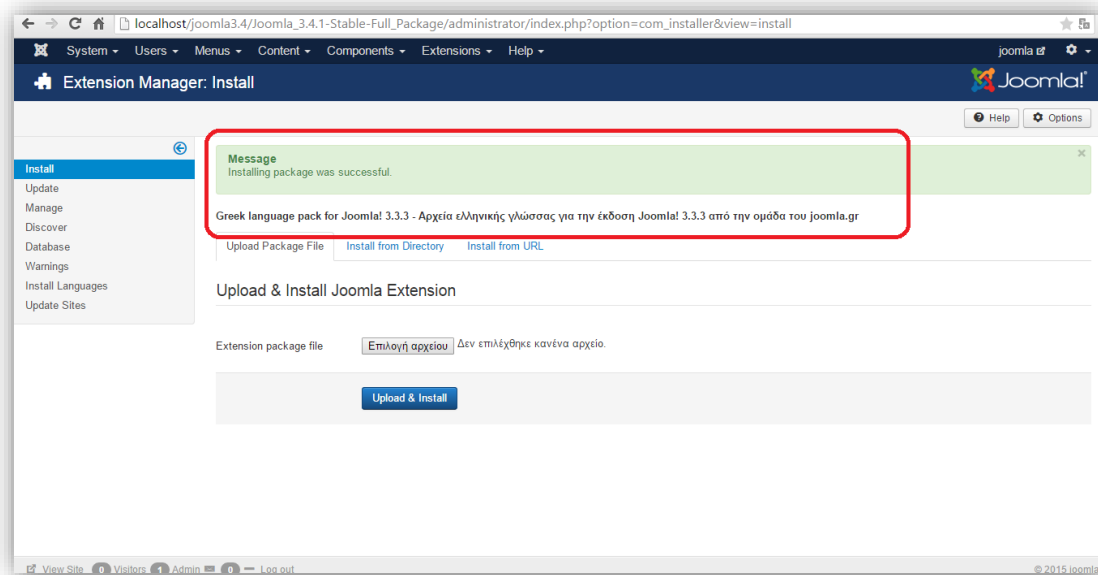 localhost/joomla3.4/Joomla_3.4.1-Stable-Full_Package/administrator/index.php?option=com_installer&view=install
System Users Menus Content Components Extensions Help joomla
Extension Manager: Install Joomla!
Help Options
Install
Update
Manage
Discover
Database
Warnings
Install Languages
Update Sites
Message
Installing package was successful.
Greek language pack for Joomla! 3.3.3 - Αρχεία ελληνικής γλώσσας για την έκδοση Joomla! 3.3.3 από την ομάδα του joomla.gr
Upload Package File Install from Directory Install from URL
Upload & Install Joomla Extension
Extension package file Επιλογή αρχείου Δεν επιλέχθηκε κανένα αρχείο.
Upload & Install
View Site 0 Visitors 1 Admin 0 Log out © 2015 joomla